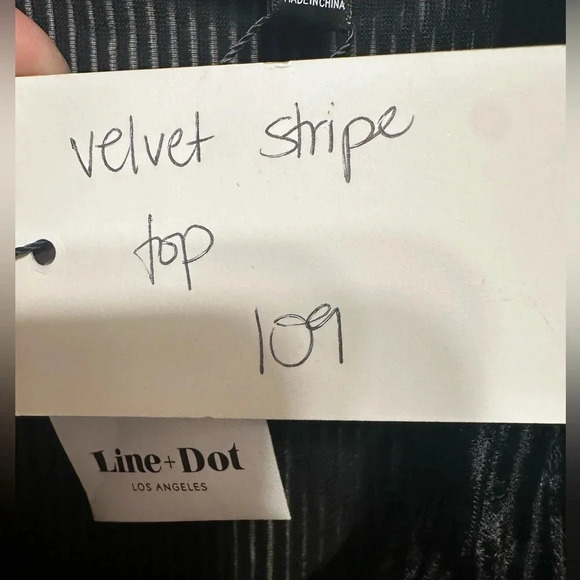 MADE IN CHINA
velvet stripe
top
109
Line+Dot
LOS ANGELES